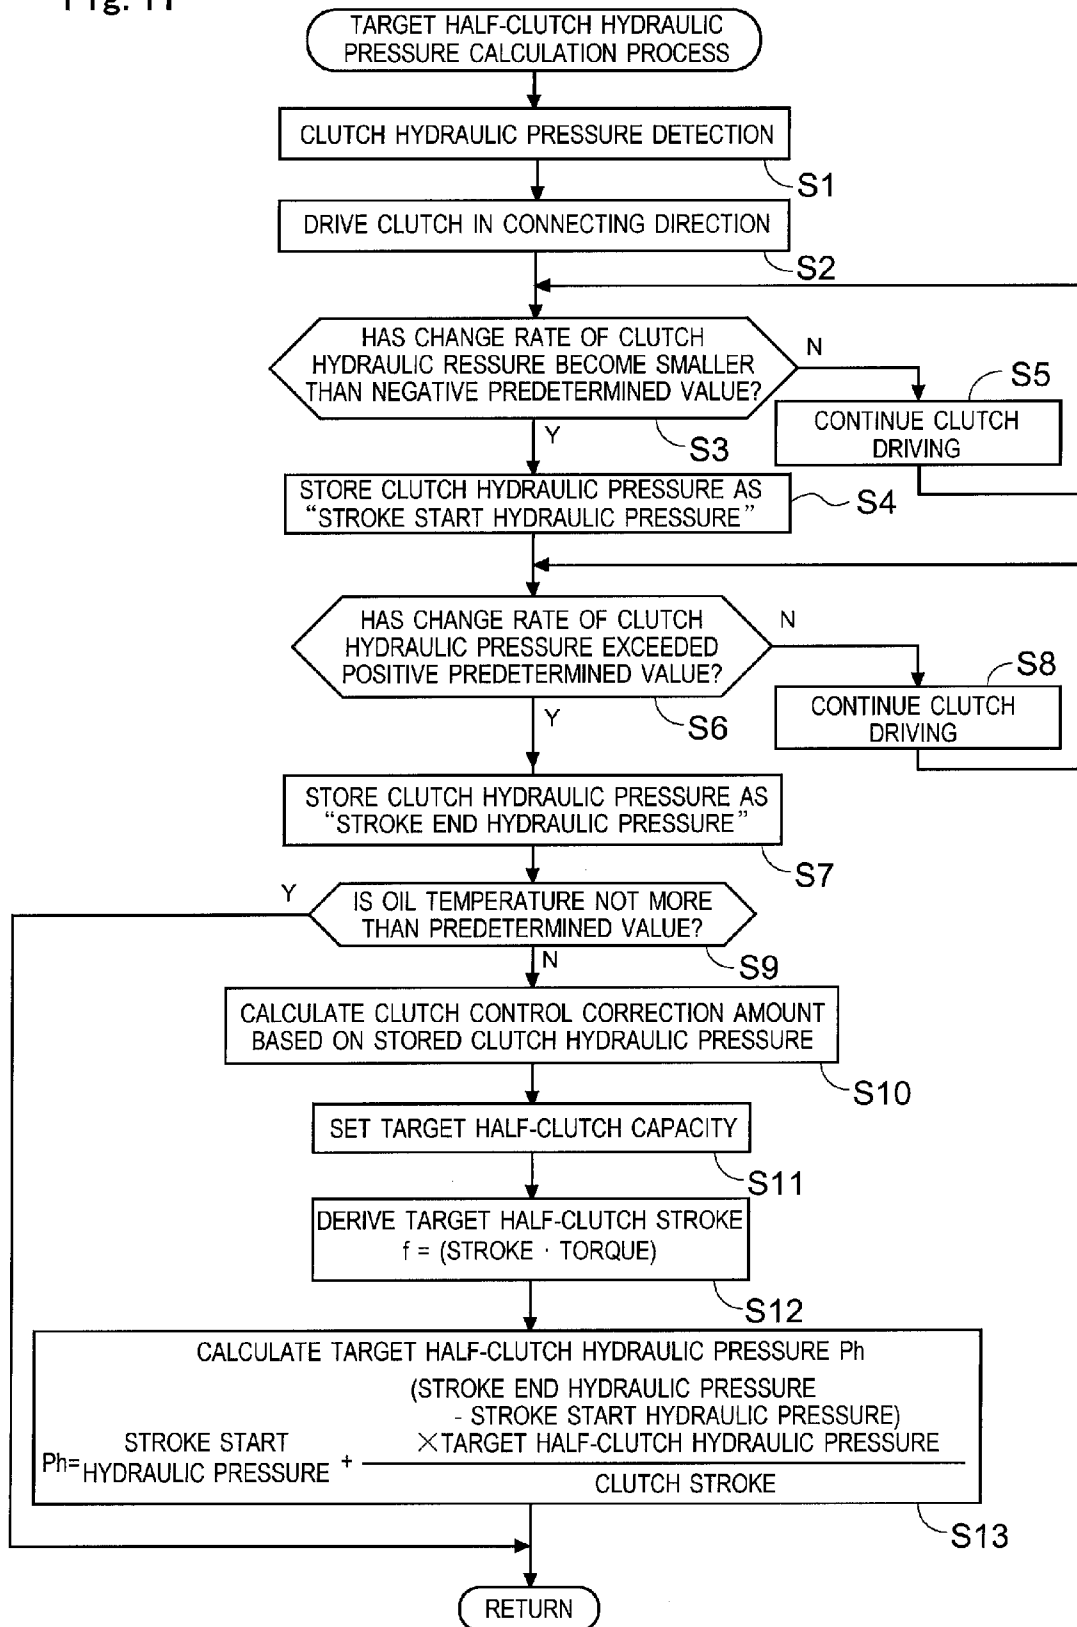 TARGET HALF-CLUTCH HYDRAULIC
PRESSURE CALCULATION PROCESS
CLUTCH HYDRAULIC PRESSURE DETECTION
S1
DRIVE CLUTCH IN CONNECTING DIRECTION
S2
HAS CHANGE RATE OF CLUTCH
HYDRAULIC RESSURE BECOME SMALLER
THAN NEGATIVE PREDETERMINED VALUE?
N
S5
CONTINUE CLUTCH
DRIVING
Y
S3
STORE CLUTCH HYDRAULIC PRESSURE AS
“STROKE START HYDRAULIC PRESSURE”
S4
HAS CHANGE RATE OF CLUTCH
HYDRAULIC PRESSURE EXCEEDED
POSITIVE PREDETERMINED VALUE?
N
S8
CONTINUE CLUTCH
DRIVING
Y
S6
STORE CLUTCH HYDRAULIC PRESSURE AS
“STROKE END HYDRAULIC PRESSURE”
S7
Y
IS OIL TEMPERATURE NOT MORE
THAN PREDETERMINED VALUE?
N
S9
CALCULATE CLUTCH CONTROL CORRECTION AMOUNT
BASED ON STORED CLUTCH HYDRAULIC PRESSURE
S10
SET TARGET HALF-CLUTCH CAPACITY
S11
DERIVE TARGET HALF-CLUTCH STROKE
f = (STROKE · TORQUE)
S12
CALCULATE TARGET HALF-CLUTCH HYDRAULIC PRESSURE Ph
(STROKE END HYDRAULIC PRESSURE
- STROKE START HYDRAULIC PRESSURE)
×TARGET HALF-CLUTCH HYDRAULIC PRESSURE
Ph= STROKE START
HYDRAULIC PRESSURE +
CLUTCH STROKE
S13
RETURN